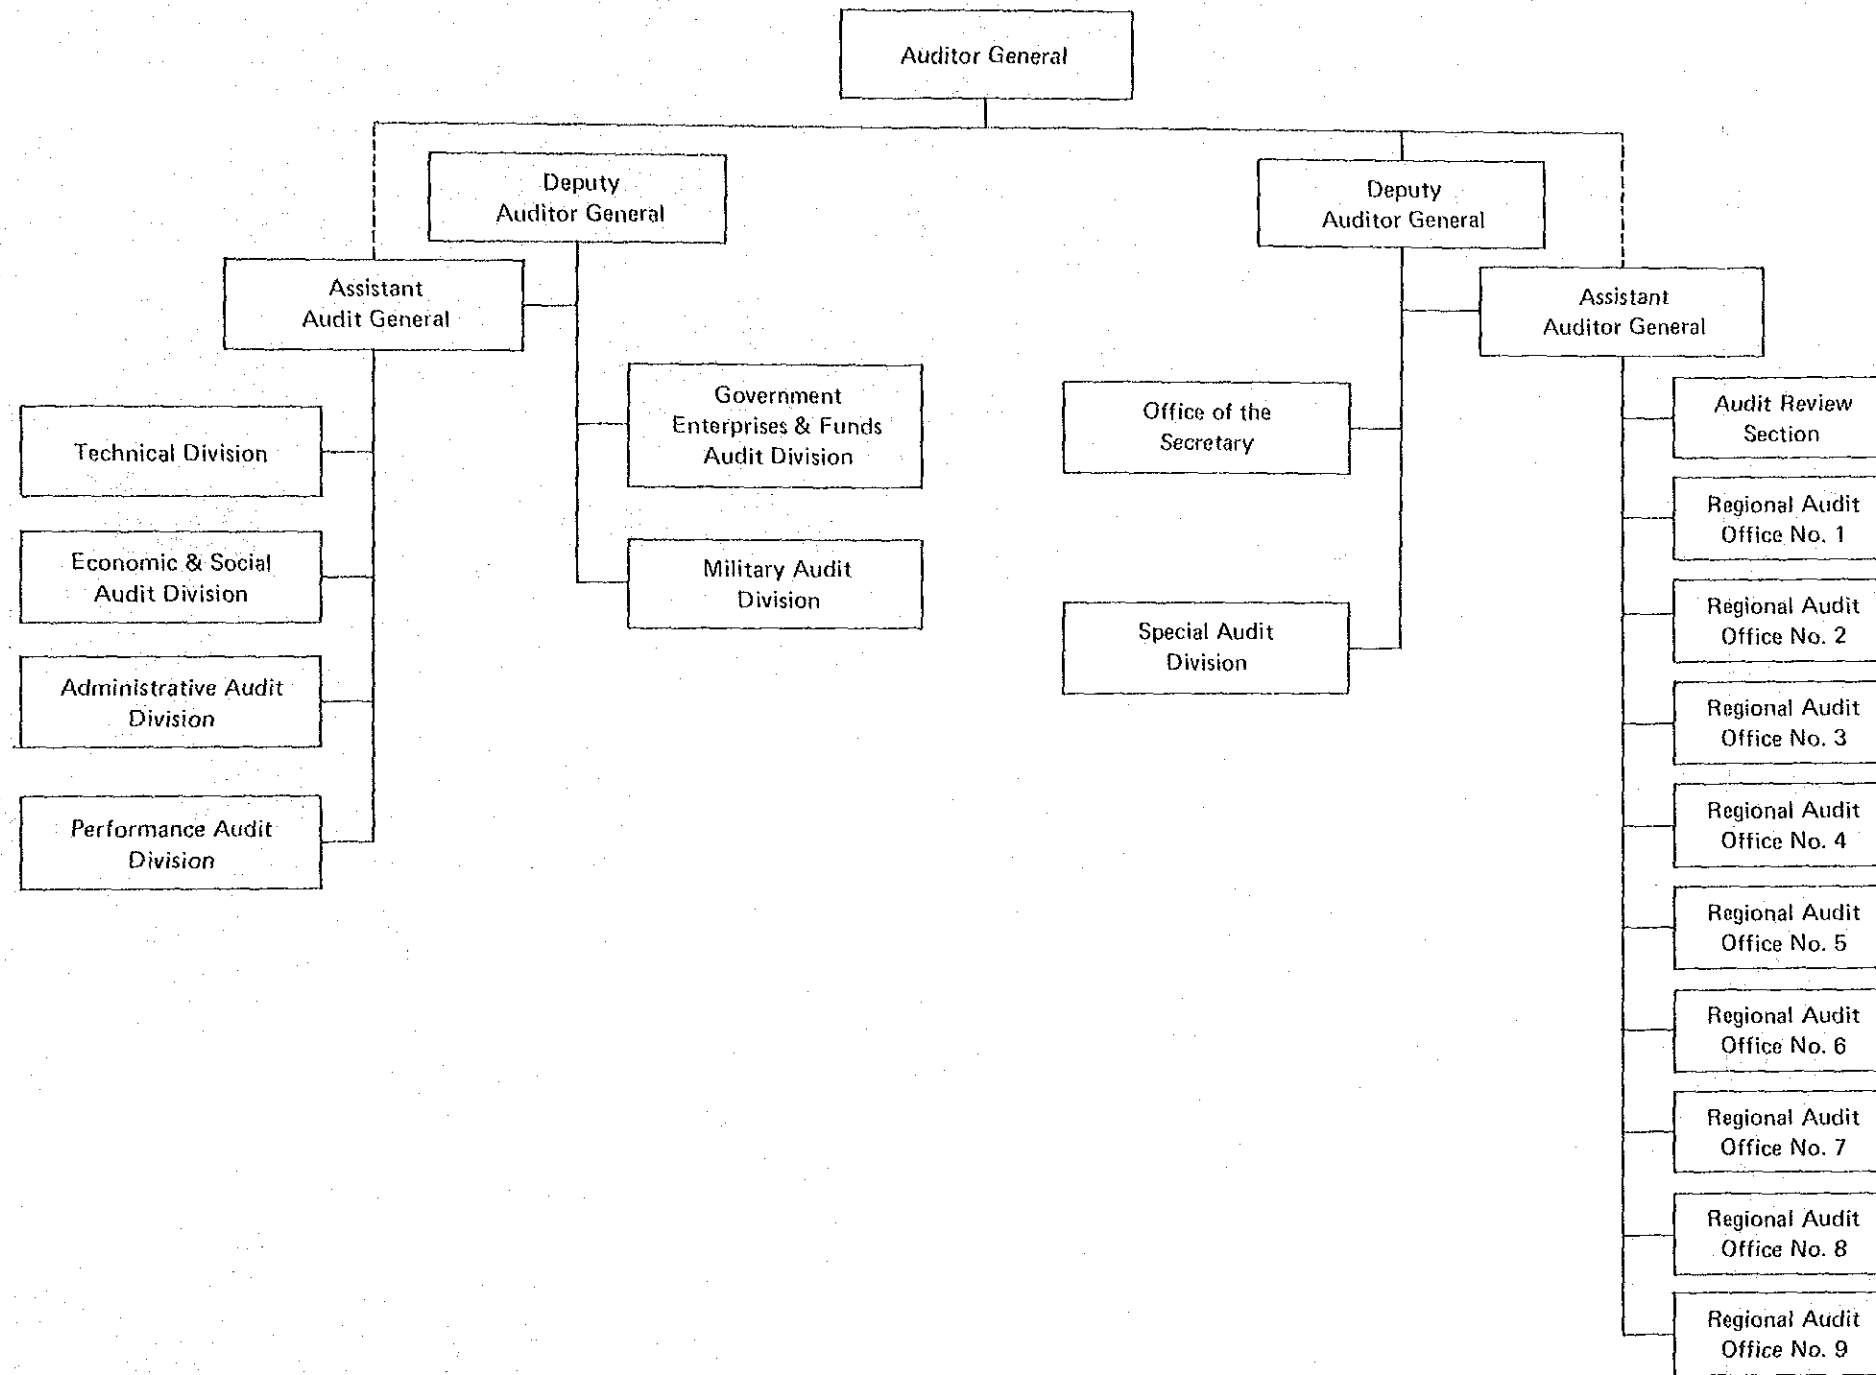 Auditor General
Deputy
Auditor General
Assistant
Audit General
Technical Division
Economic & Social
Audit Division
Administrative Audit
Division
Performance Audit
Division
Government
Enterprises & Funds
Audit Division
Military Audit
Division
Deputy
Auditor General
Assistant
Auditor General
Office of the
Secretary
Special Audit
Division
Audit Review
Section
Regional Audit
Office No. 1
Regional Audit
Office No. 2
Regional Audit
Office No. 3
Regional Audit
Office No. 4
Regional Audit
Office No. 5
Regional Audit
Office No. 6
Regional Audit
Office No. 7
Regional Audit
Office No. 8
Regional Audit
Office No. 9